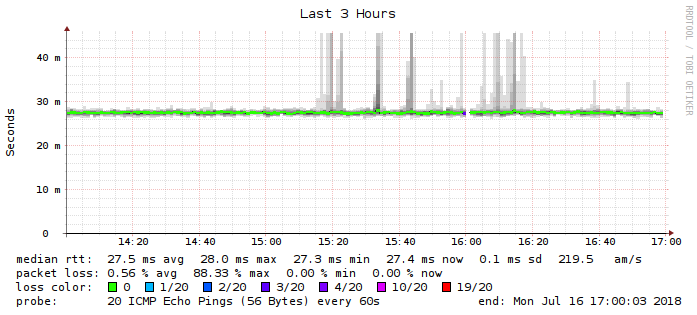 Last 3 Hours
RRDTOOL / TOBI OETIKER
Seconds
40 m
30 m
20 m
10 m
0
14:20 14:40 15:00 15:20 15:40 16:00 16:20 16:40 17:00
median rtt: 27.5 ms avg 28.0 ms max 27.3 ms min 27.4 ms now 0.1 ms sd 219.5 am/s
packet loss: 0.56 % avg 88.33 % max 0.00 % min 0.00 % now
loss color: 0 1/20 2/20 3/20 4/20 10/20 19/20
probe: 20 ICMP Echo Pings (56 Bytes) every 60s end: Mon Jul 16 17:00:03 2018